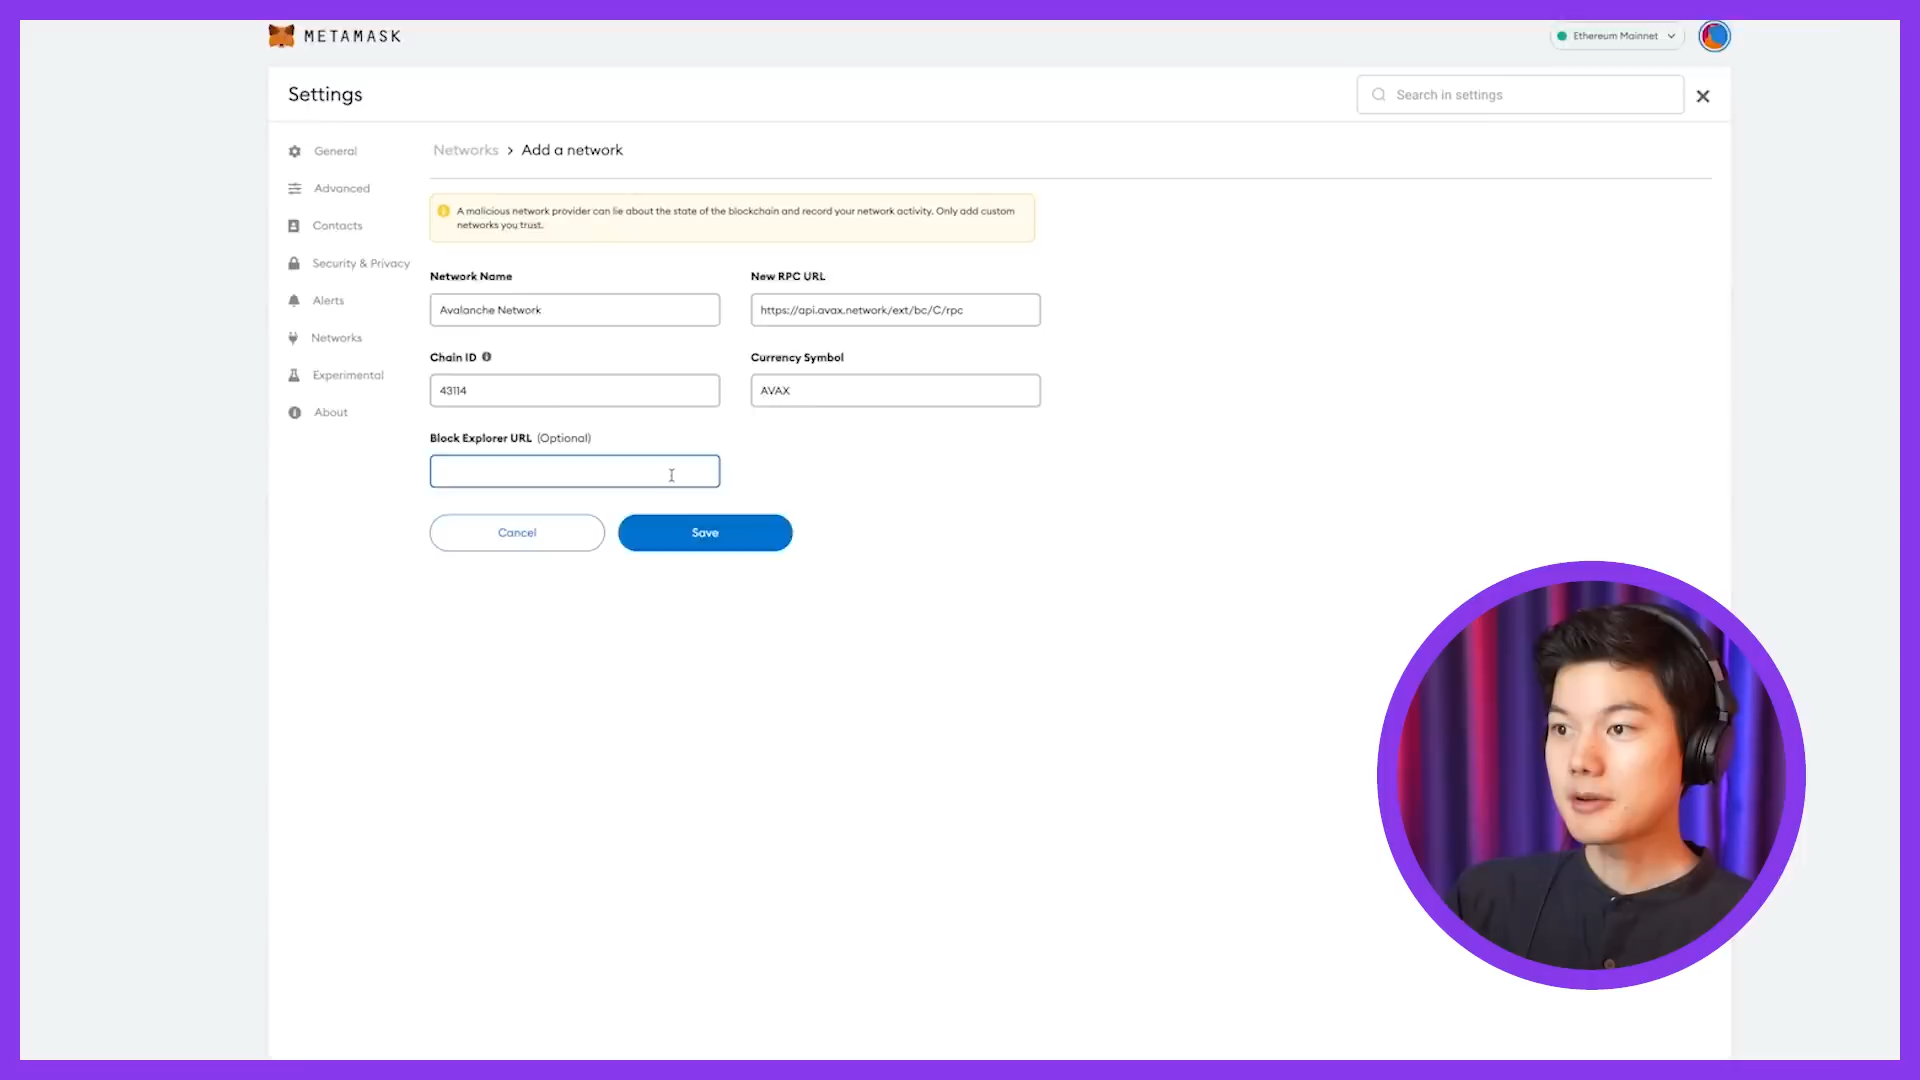 METAMASK
Ethereum Mainnet
Settings
Search in settings
General
Advanced
Contacts
Security & Privacy
Alerts
Networks
Experimental
About
Networks > Add a network
A malicious network provider can lie about the state of the blockchain and record your network activity. Only add custom
networks you trust.
Network Name
New RPC URL
Avalanche Network
https://api.avax.network/ext/bc/C/rpc
Chain ID
Currency Symbol
43114
AVAX
Block Explorer URL (Optional)
Cancel
Save